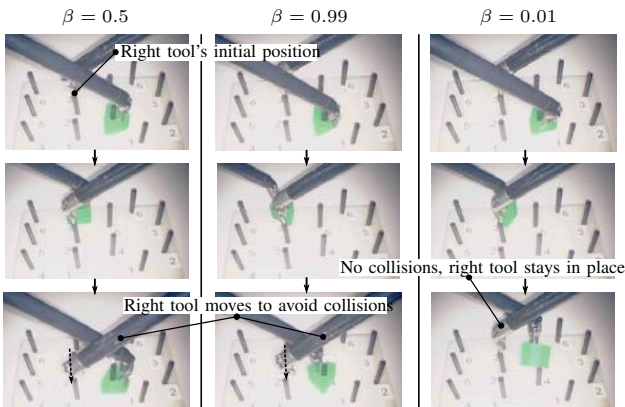 β = 0.5
β = 0.99
β = 0.01
Right tool's initial position
No collisions, right tool stays in place
Right tool moves to avoid collisions